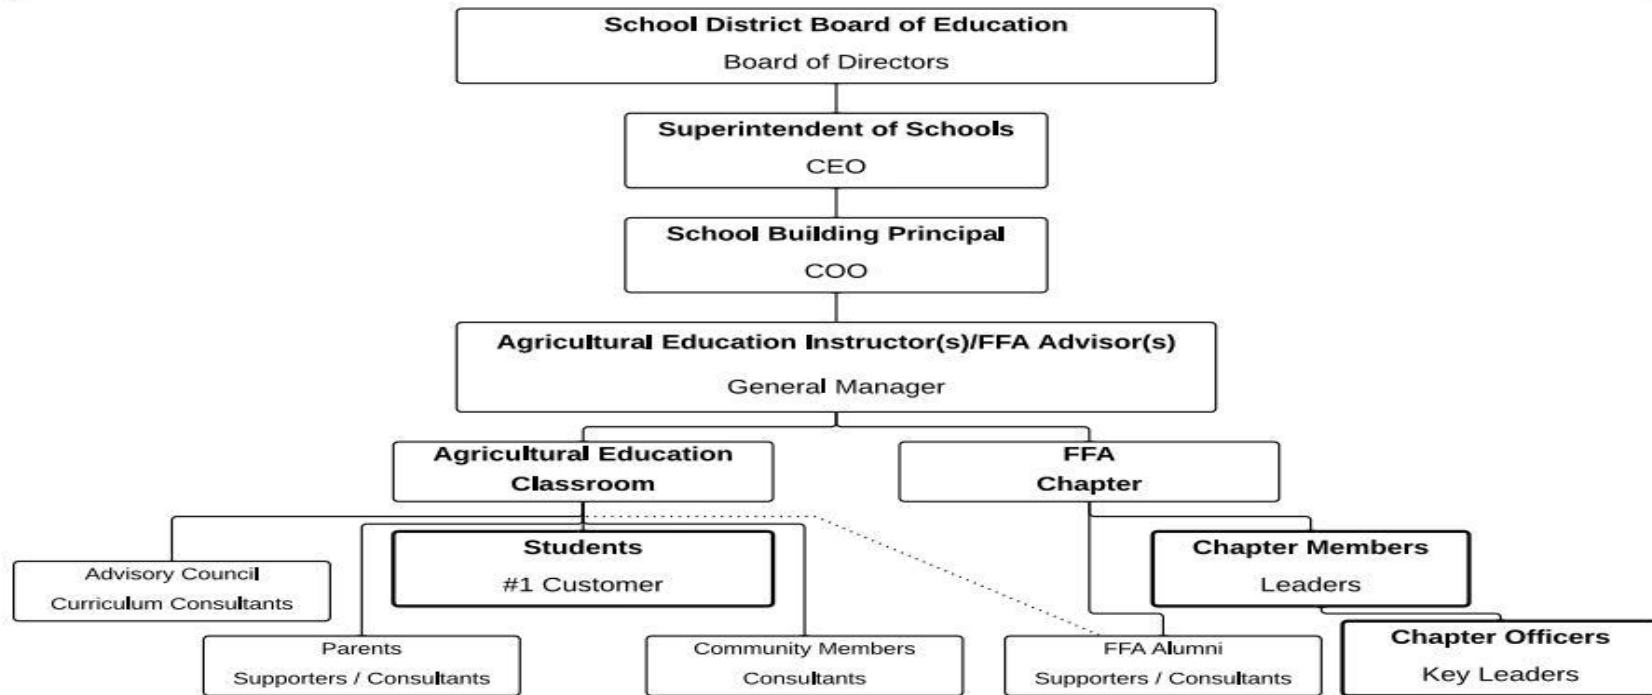 School District Board of Education
Board of Directors
Superintendent of Schools
CEO
School Building Principal
COO
Agricultural Education Instructor(s)/FFA Advisor(s)
General Manager
Agricultural Education
Classroom
FFA
Chapter
Advisory Council
Curriculum Consultants
Students
#1 Customer
Chapter Members
Leaders
Parents
Supporters / Consultants
Community Members
Consultants
FFA Alumni
Supporters / Consultants
Chapter Officers
Key Leaders